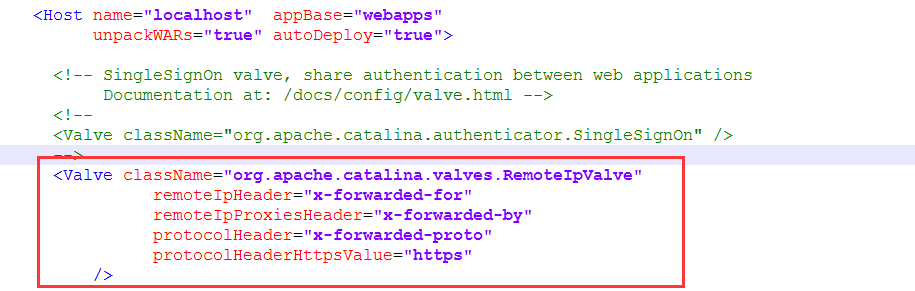 <Host name="localhost"  appBase="webapps"
unpackWARs="true" autoDeploy="true">
<!-- SingleSignOn valve, share authentication between web applications
Documentation at: /docs/config/valve.html -->
<!--
<Valve className="org.apache.catalina.authenticator.SingleSignOn" />
-->
<Valve className="org.apache.catalina.valves.RemoteIpValve"
remoteIpHeader="x-forwarded-for"
remoteIpProxiesHeader="x-forwarded-by"
protocolHeader="x-forwarded-proto"
protocolHeaderHttpsValue="https"
/>